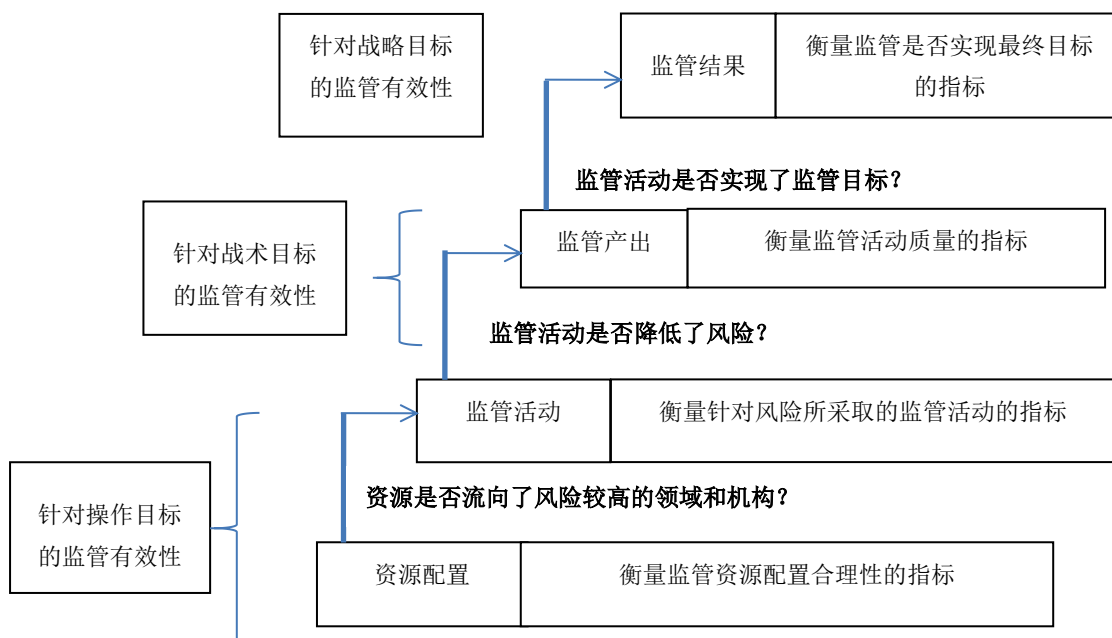 针对战略目标
的监管有效性
监管结果
衡量监管是否实现最终目标
的指标
监管活动是否实现了监管目标？
针对战术目标
的监管有效性
监管产出
衡量监管活动质量的指标
监管活动是否降低了风险？
监管活动
衡量针对风险所采取的监管活动的指标
资源是否流向了风险较高的领域和机构？
针对操作目标
的监管有效性
资源配置
衡量监管资源配置合理性的指标